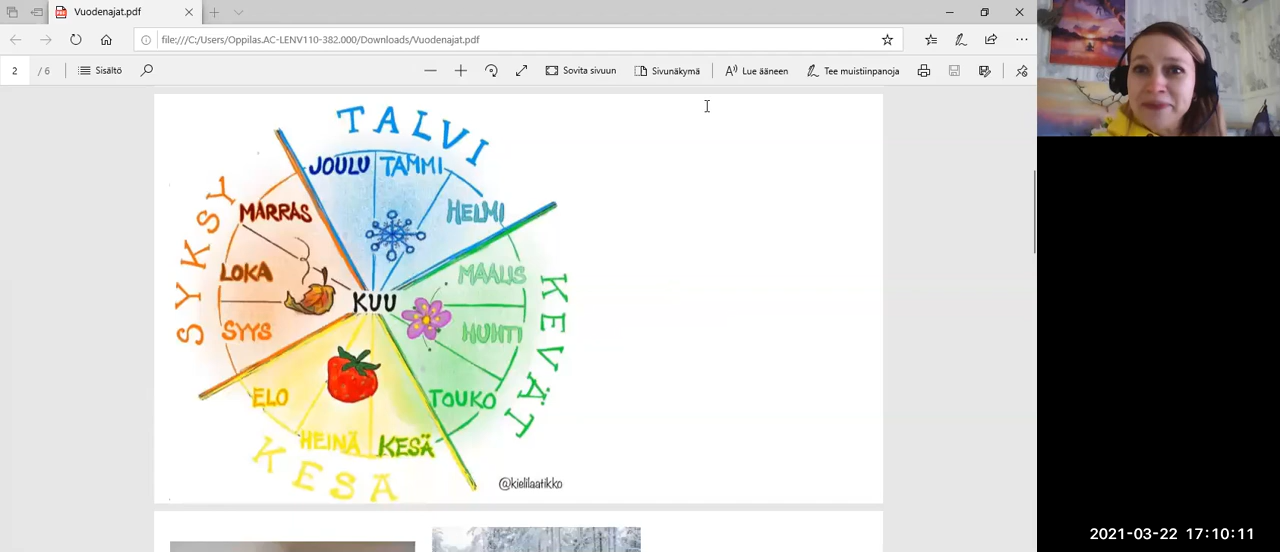 Vuodenajat.pdf
file:///C:/Users/Oppilas.AC-LENV110-382.000/Downloads/Vuodenajat.pdf
2 / 6
Sisältö
Sovita sivuun
Sivunäkymä
Lue ääneen
Tee muistiinpanoja
TALVI
JOULU
TAMMI
HELMI
SYKSY
MARRAS
LOKA
SYYS
KUU
MAALIS
HUHTI
TOUKO
KEVÄT
ELO
HEINÄ
KESÄ
KESÄ
@kielilaatikko
2021-03-22 17:10:11